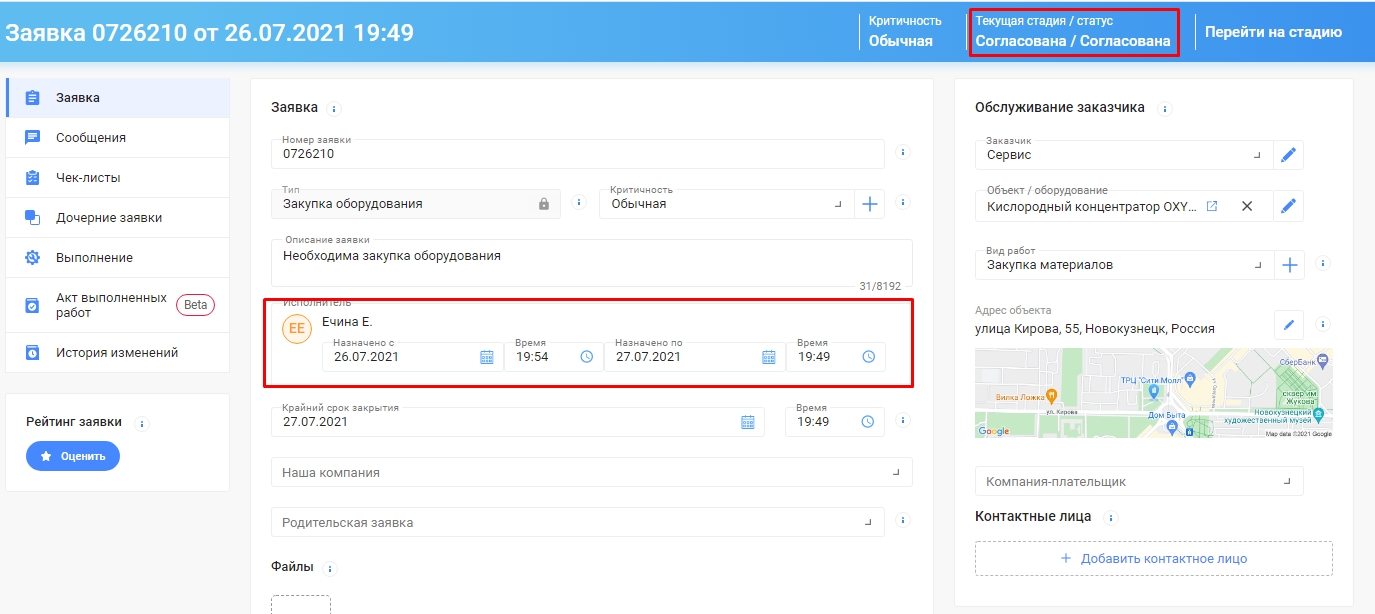 Заявка 0726210 от 26.07.2021 19:49
Критичность
Обычная
Текущая стадия / статус
Согласована / Согласована
Перейти на стадию
Заявка
Сообщения
Чек-листы
Дочерние заявки
Выполнение
Акт выполненных
работ
Beta
История изменений
Рейтинг заявки
Оценить
Заявка
Номер заявки
0726210
Тип
Закупка оборудования
Критичность
Обычная
Описание заявки
Необходима закупка оборудования
31/8192
Исполнитель
EE
Ечина Е.
Назначено с
26.07.2021
Время
19:54
Назначено по
27.07.2021
Время
19:49
Крайний срок закрытия
27.07.2021
Время
19:49
Наша компания
Родительская заявка
Файлы
Обслуживание заказчика
Заказчик
Сервис
Объект / оборудование
Кислородный концентратор OXY...
Вид работ
Закупка материалов
Адрес объекта
улица Кирова, 55, Новокузнецк, Россия
СберБанк
ТРЦ "Сити Молл"
Вилка Ложка
сквер им.
Жукова
ул. Кирова
Дом Быта
Новокузнецкий
художественный музей
Google
Map data ©2021 Google
Компания-плательщик
Контактные лица
+ Добавить контактное лицо